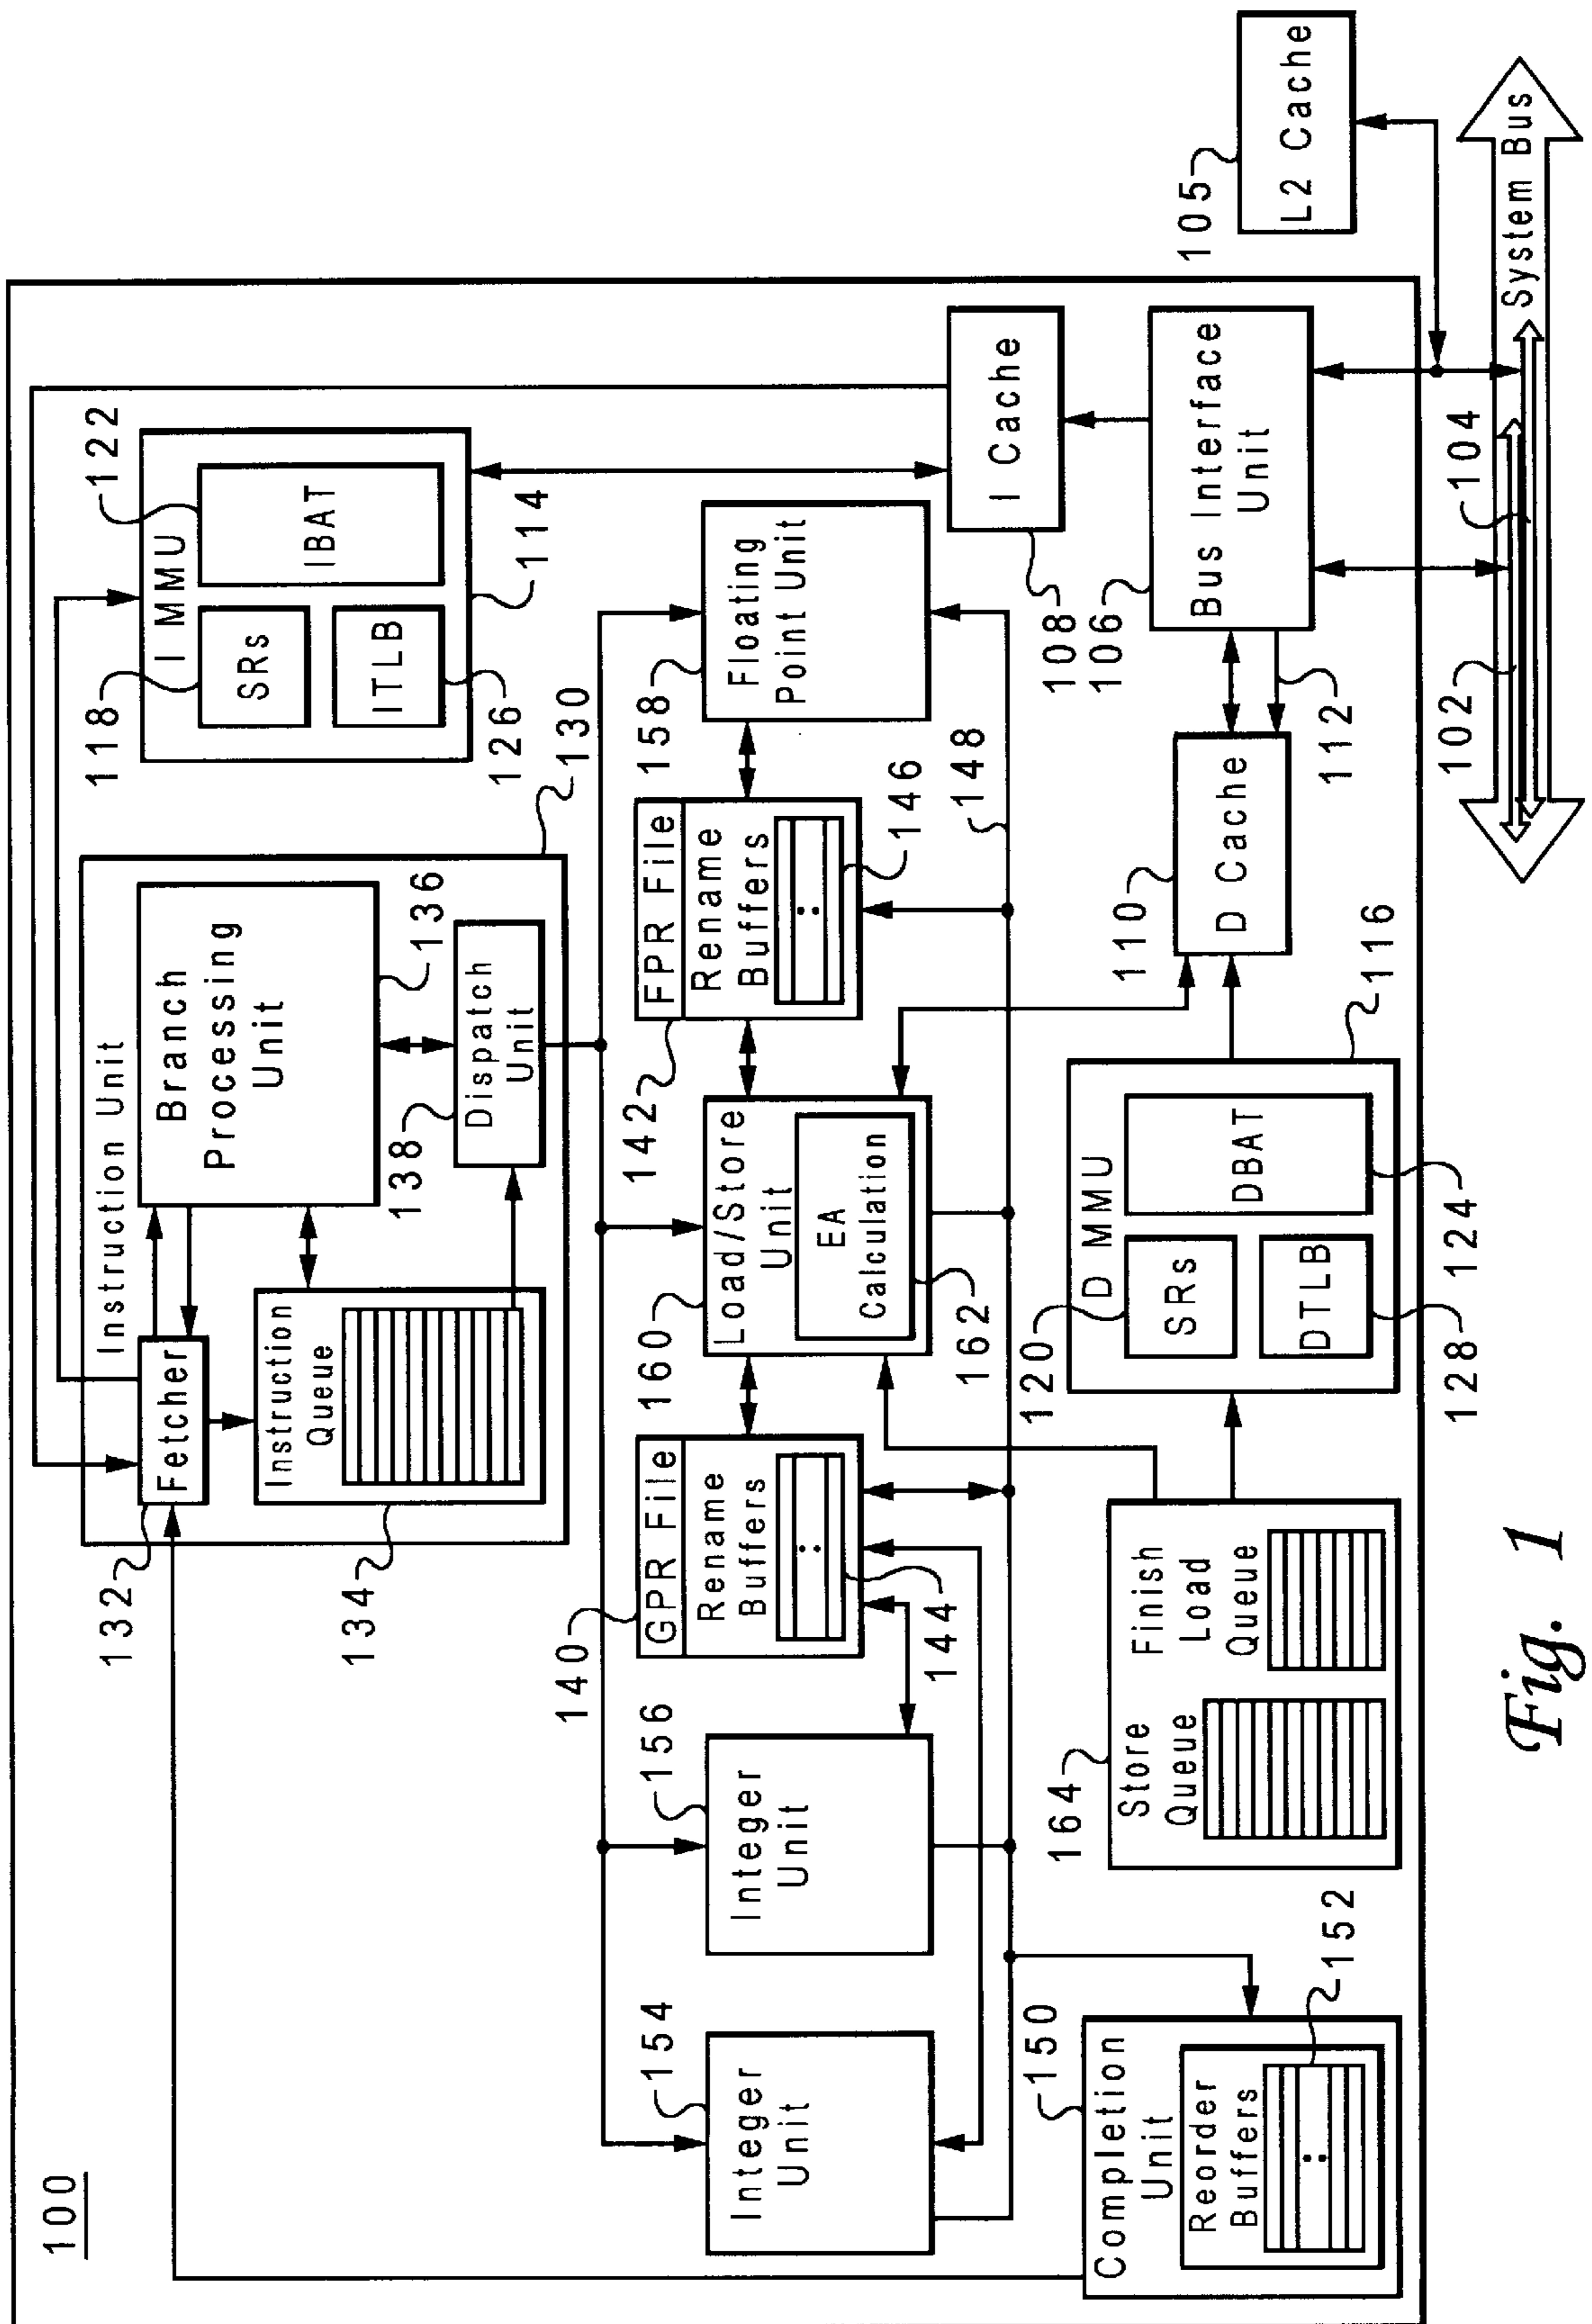 100
Instruction Unit
132
Fetcher
Branch
Processing
Unit
136
Instruction
Queue
134
138
Dispatch
Unit
130
118
I MMU
122
SRs
IBAT
ITLB
126
114
154
Integer
Unit
156
Integer
Unit
140
GPR File
Rename
Buffers
144
160
Load/Store
Unit
EA
Calculation
162
142
FPR File
Rename
Buffers
146
158
Floating
Point Unit
148
108
I Cache
150
Completion
Unit
Reorder
Buffers
152
164
Store
Queue
Finish
Load
Queue
120
D MMU
SRs
DBAT
DTLB
128
124
116
110
D Cache
112
106
Bus Interface
Unit
105
L2 Cache
102
104
System Bus
Fig. 1